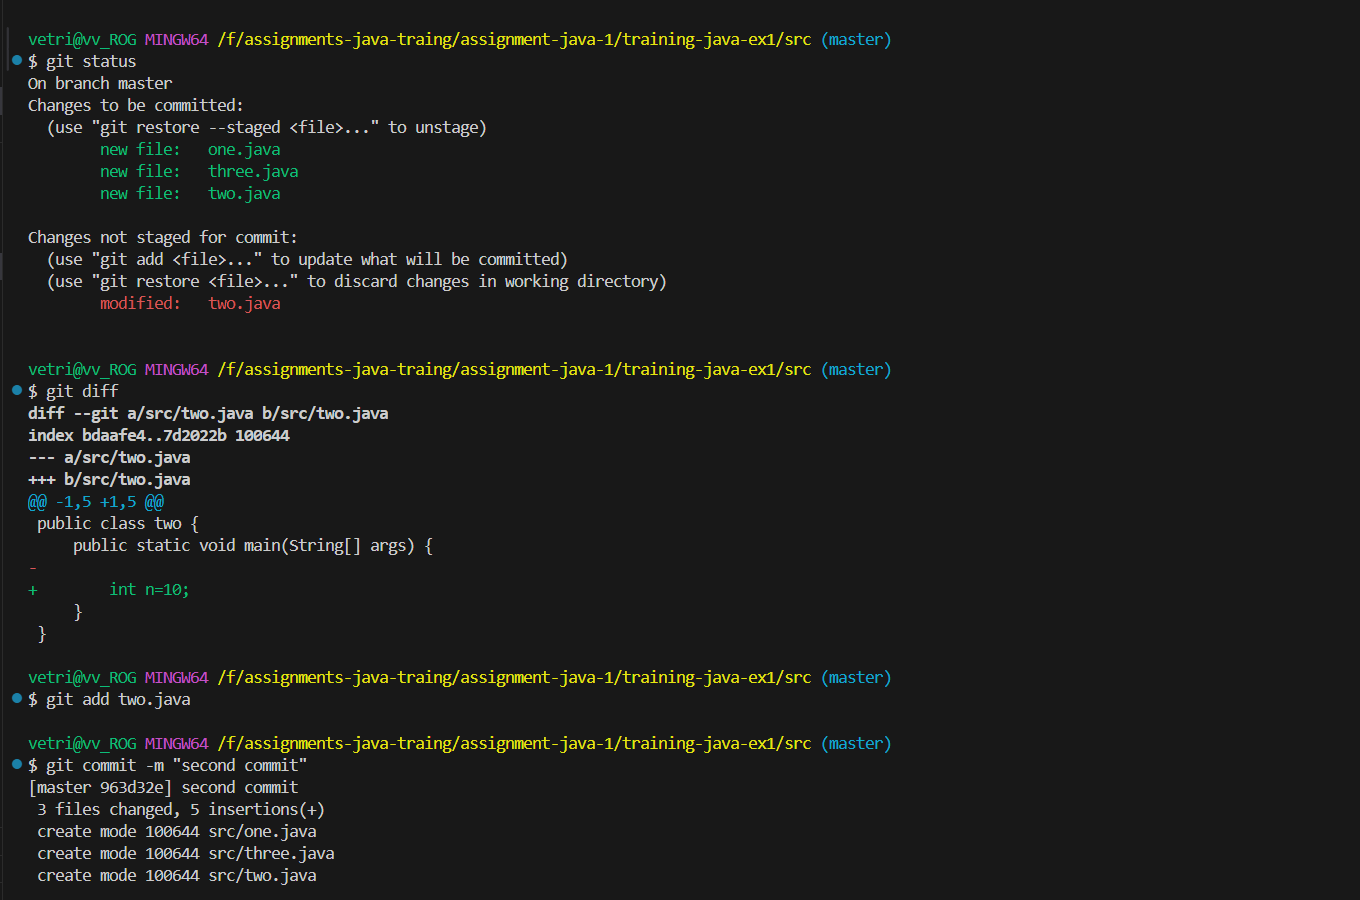 vetri@vv_ROG MINGW64 /f/assignments-java-traing/assignment-java-1/training-java-ex1/src (master)
$ git status
On branch master
Changes to be committed:
  (use "git restore --staged <file>..." to unstage)
        new file:   one.java
        new file:   three.java
        new file:   two.java

Changes not staged for commit:
  (use "git add <file>..." to update what will be committed)
  (use "git restore <file>..." to discard changes in working directory)
        modified:   two.java


vetri@vv_ROG MINGW64 /f/assignments-java-traing/assignment-java-1/training-java-ex1/src (master)
$ git diff
diff --git a/src/two.java b/src/two.java
index bdaafe4..7d2022b 100644
--- a/src/two.java
+++ b/src/two.java
@@ -1,5 +1,5 @@
 public class two {
     public static void main(String[] args) {
-
+        int n=10;
     }
 }

vetri@vv_ROG MINGW64 /f/assignments-java-traing/assignment-java-1/training-java-ex1/src (master)
$ git add two.java

vetri@vv_ROG MINGW64 /f/assignments-java-traing/assignment-java-1/training-java-ex1/src (master)
$ git commit -m "second commit"
[master 963d32e] second commit
 3 files changed, 5 insertions(+)
 create mode 100644 src/one.java
 create mode 100644 src/three.java
 create mode 100644 src/two.java